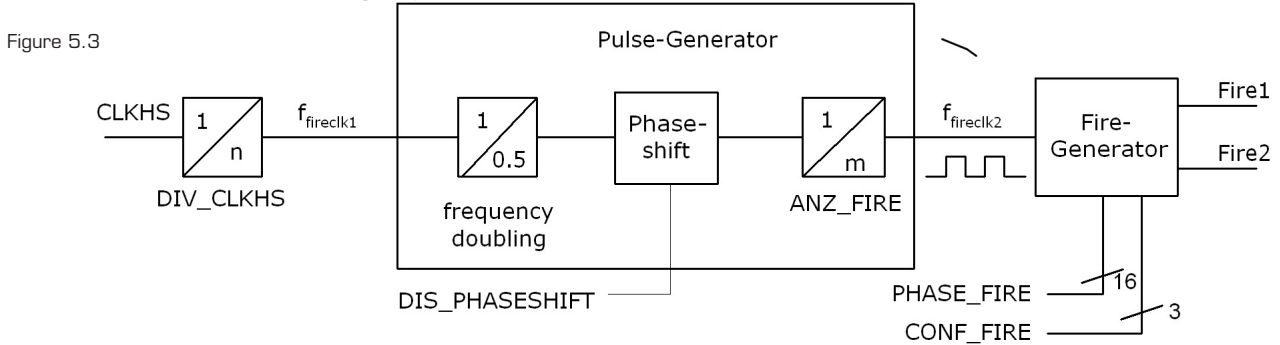 Figure 5.3
Pulse-Generator
CLKHS
1
n
f fireclk1
DIV_CLKHS
1
0.5
frequency
doubling
Phase-
shift
1
m
ANZ_FIRE
f fireclk2
Fire-
Generator
Fire1
Fire2
DIS_PHASESHIFT
PHASE_FIRE
16
CONF_FIRE
3